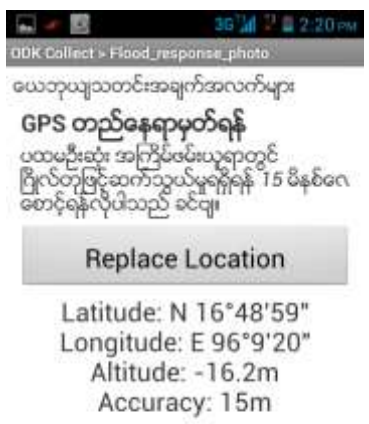 3G 2:20 PM
ODK Collect > Flood_response_photo
ယေဘုယျသတင်းအချက်အလက်များ
GPS တည်နေရာမှတ်ရန်
ပထမဦးဆုံး အကြိမ်ဖမ်းယူရာတွင်
ဂြိုလ်တုဖြင့်ဆက်သွယ်မှုရရှိရန် 15 မိနစ်လေ
စောင့်ရန်လိုပါသည် ခင်ဗျ။
Replace Location
Latitude: N 16°48'59"
Longitude: E 96°9'20"
Altitude: -16.2m
Accuracy: 15m